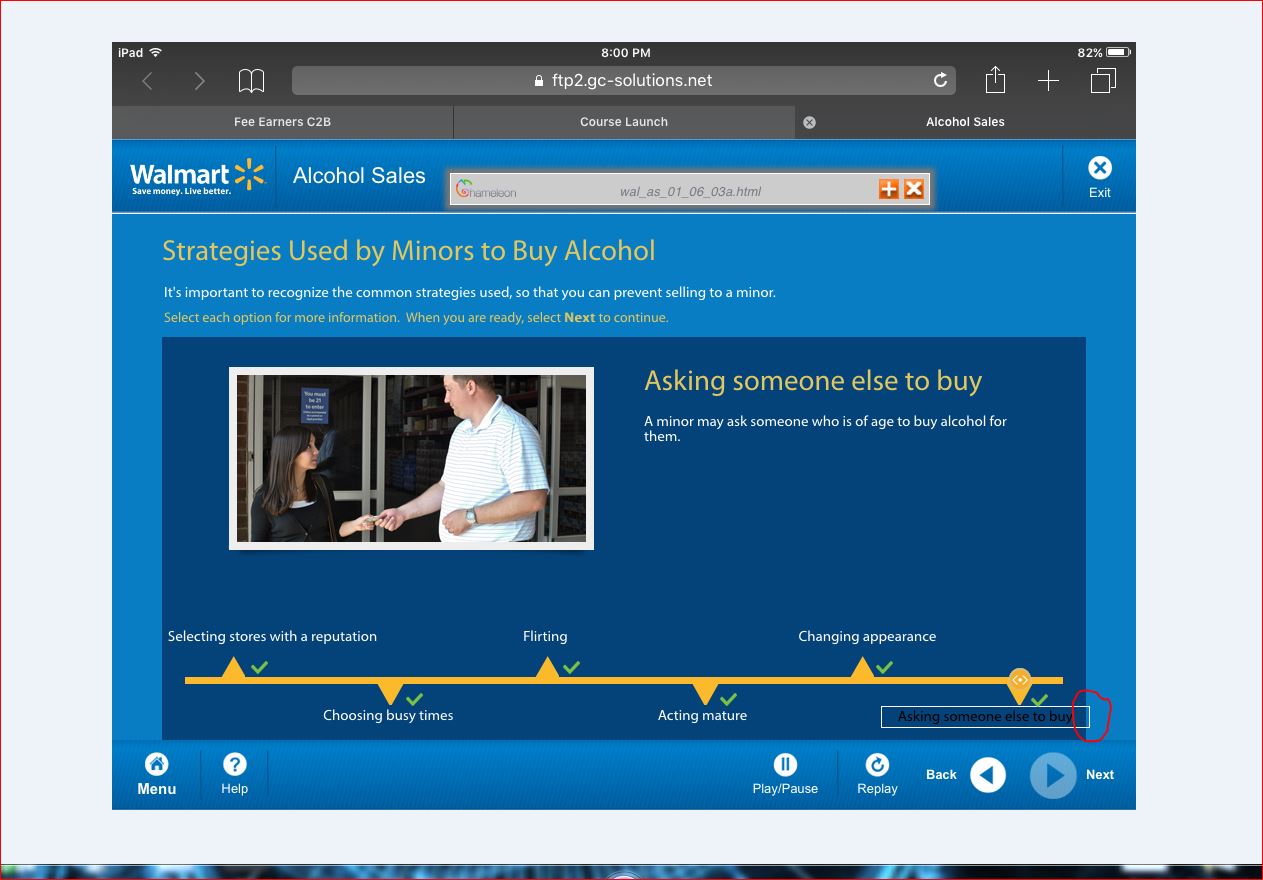 iPad 8:00 PM 82%
ftp2.gc-solutions.net
Fee Earners C2B Course Launch Alcohol Sales
Walmart
Save money. Live better.
Alcohol Sales
Chameleon wal_as_01_06_03a.html
Exit
Strategies Used by Minors to Buy Alcohol
It's important to recognize the common strategies used, so that you can prevent selling to a minor.
Select each option for more information. When you are ready, select Next to continue.
You must
be 21
to enter
Asking someone else to buy
A minor may ask someone who is of age to buy alcohol for
them.
Selecting stores with a reputation Flirting Changing appearance
Choosing busy times Acting mature Asking someone else to buy
Menu Help Play/Pause Replay Back Next